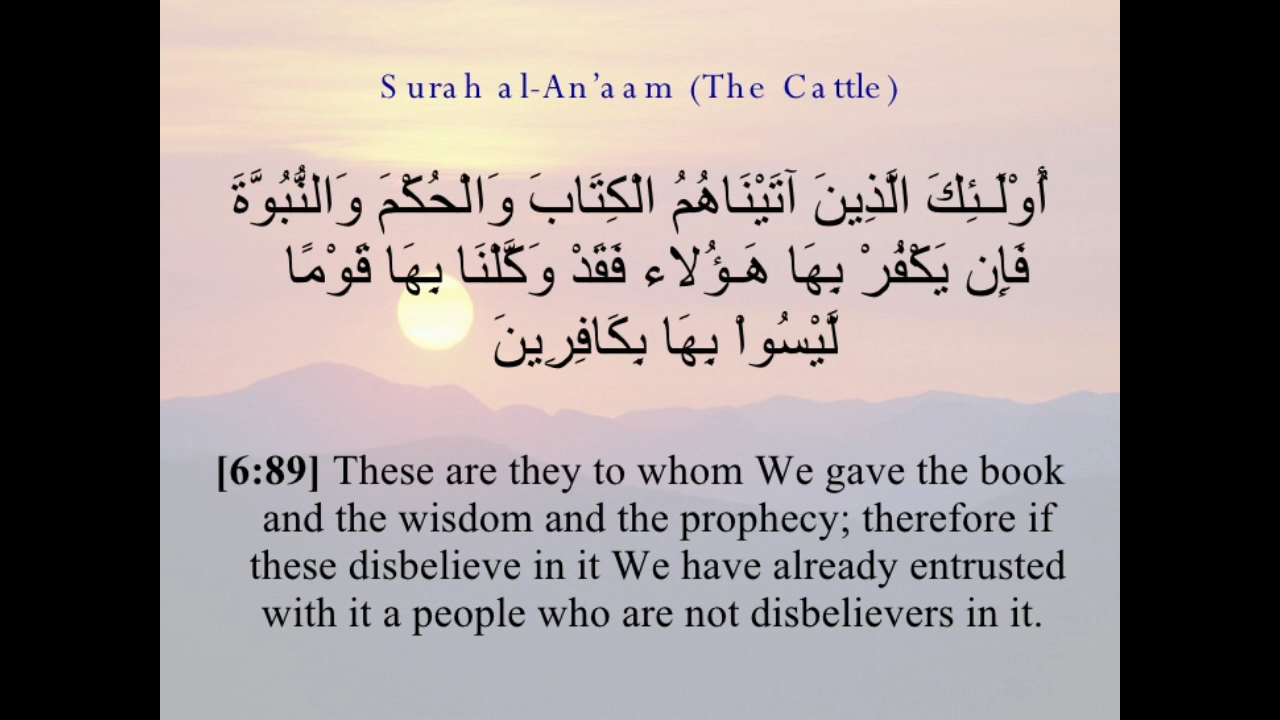 Surah al-An’aam (The Cattle)
أُوْلَـئِكَ الَّذِينَ آتَيْنَاهُمُ الْكِتَابَ وَالْحُكْمَ وَالنُّبُوَّةَ
فَإِن يَكْفُرْ بِهَا هَـؤُلاء فَقَدْ وَكَّلْنَا بِهَا قَوْمًا
لَّيْسُواْ بِهَا بِكَافِرِينَ
[6:89] These are they to whom We gave the book
and the wisdom and the prophecy; therefore if
these disbelieve in it We have already entrusted
with it a people who are not disbelievers in it.